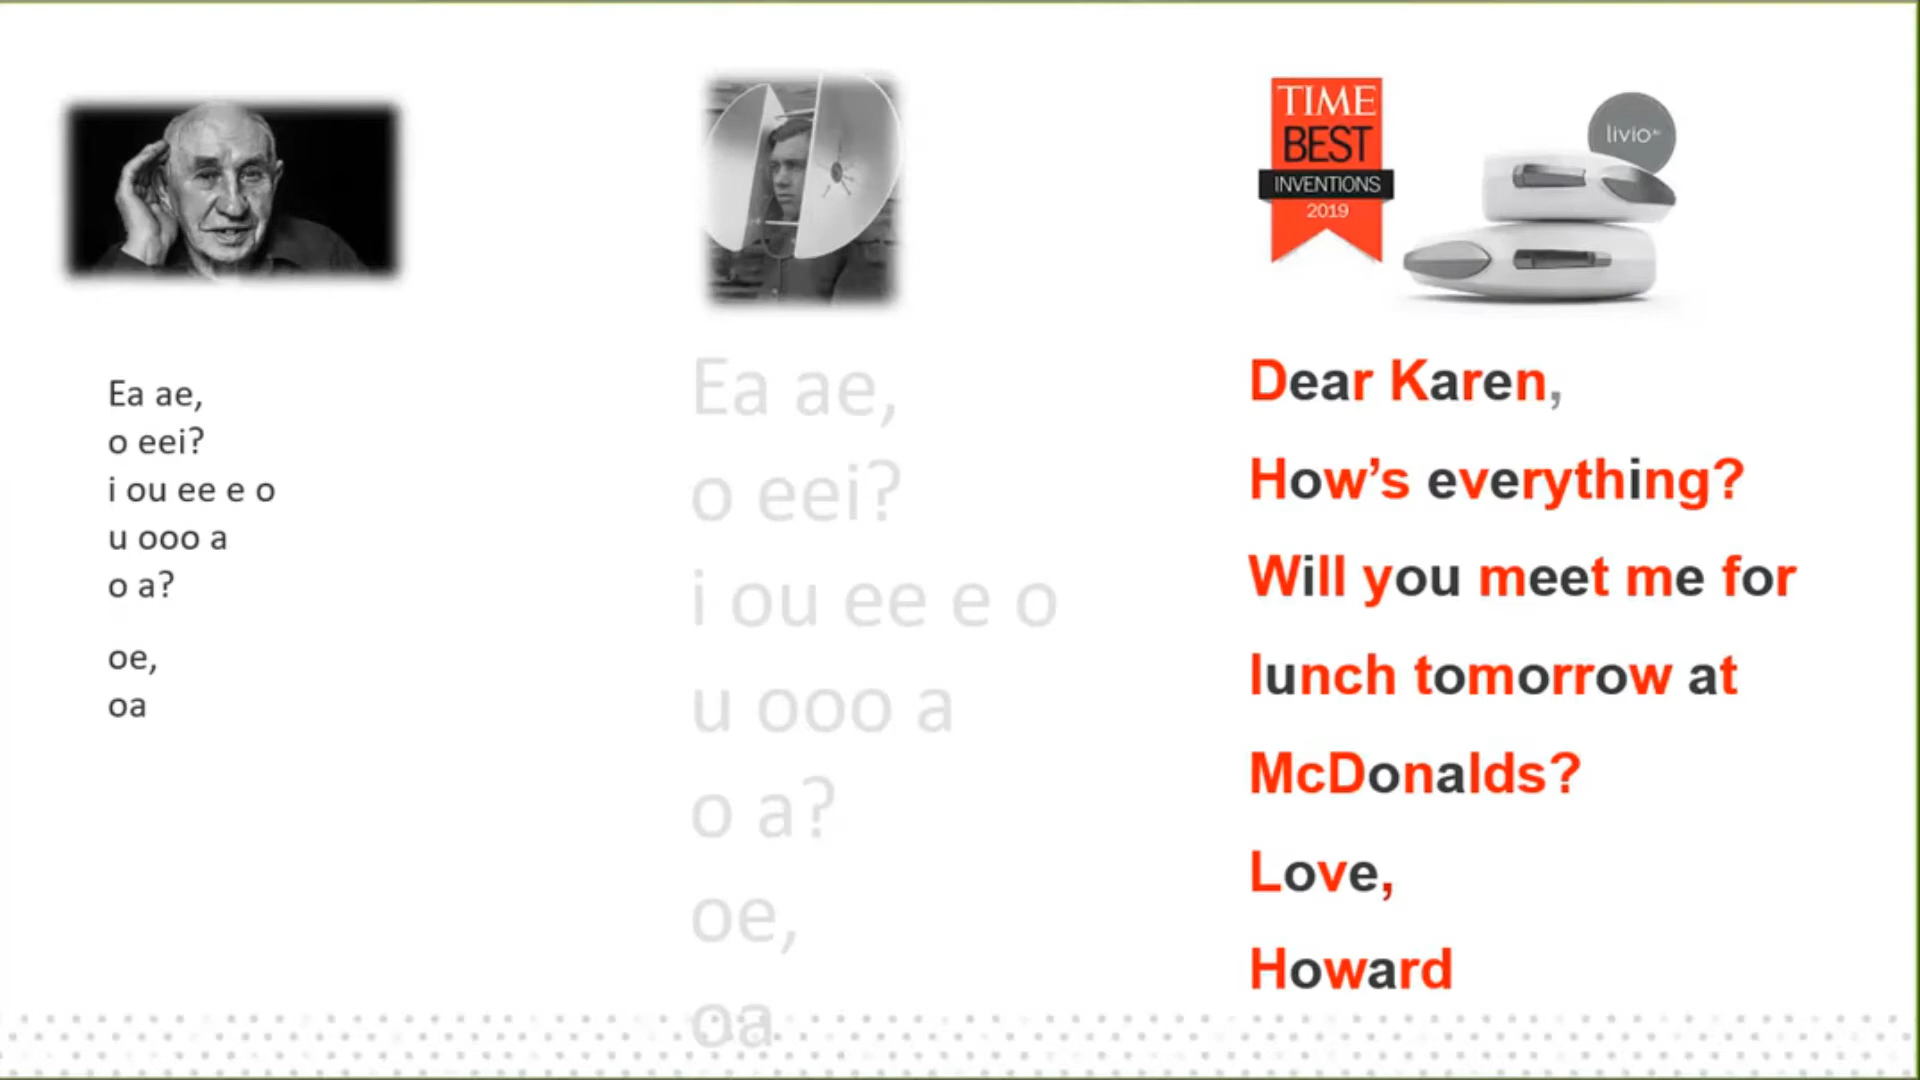 TIME
BEST
INVENTIONS
2019
livio AI
Ea ae,
o eei?
i ou ee e o
u ooo a
o a?
oe,
oa
Ea ae,
o eei?
i ou ee e o
u ooo a
o a?
oe,
oa
Dear Karen,
How’s everything?
Will you meet me for
lunch tomorrow at
McDonalds?
Love,
Howard